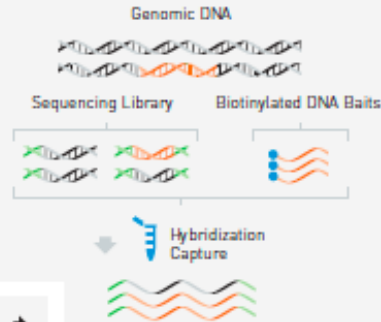 Genomic DNA
Sequencing Library
Biotinylated DNA Baits
Hybridization
Capture